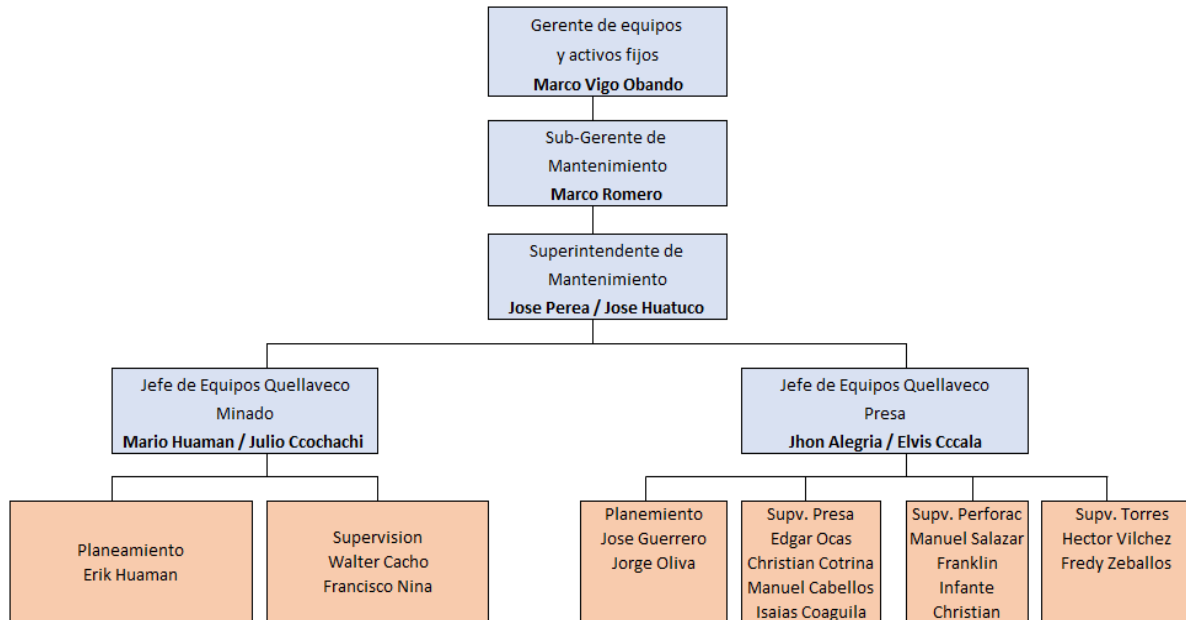 Gerente de equipos
y activos fijos
Marco Vigo Obando
Sub-Gerente de
Mantenimiento
Marco Romero
Superintendente de
Mantenimiento
Jose Perea / Jose Huatuco
Jefe de Equipos Quellaveco
Minado
Mario Huaman / Julio Ccochachi
Jefe de Equipos Quellaveco
Presa
Jhon Alegria / Elvis Cccala
Planeamiento
Erik Huaman
Supervision
Walter Cacho
Francisco Nina
Planemiento
Jose Guerrero
Jorge Oliva
Supv. Presa
Edgar Ocas
Christian Cotrina
Manuel Cabellos
Isaias Coaguila
Supv. Perforac
Manuel Salazar
Franklin
Infante
Christian
Supv. Torres
Hector Vilchez
Fredy Zeballos